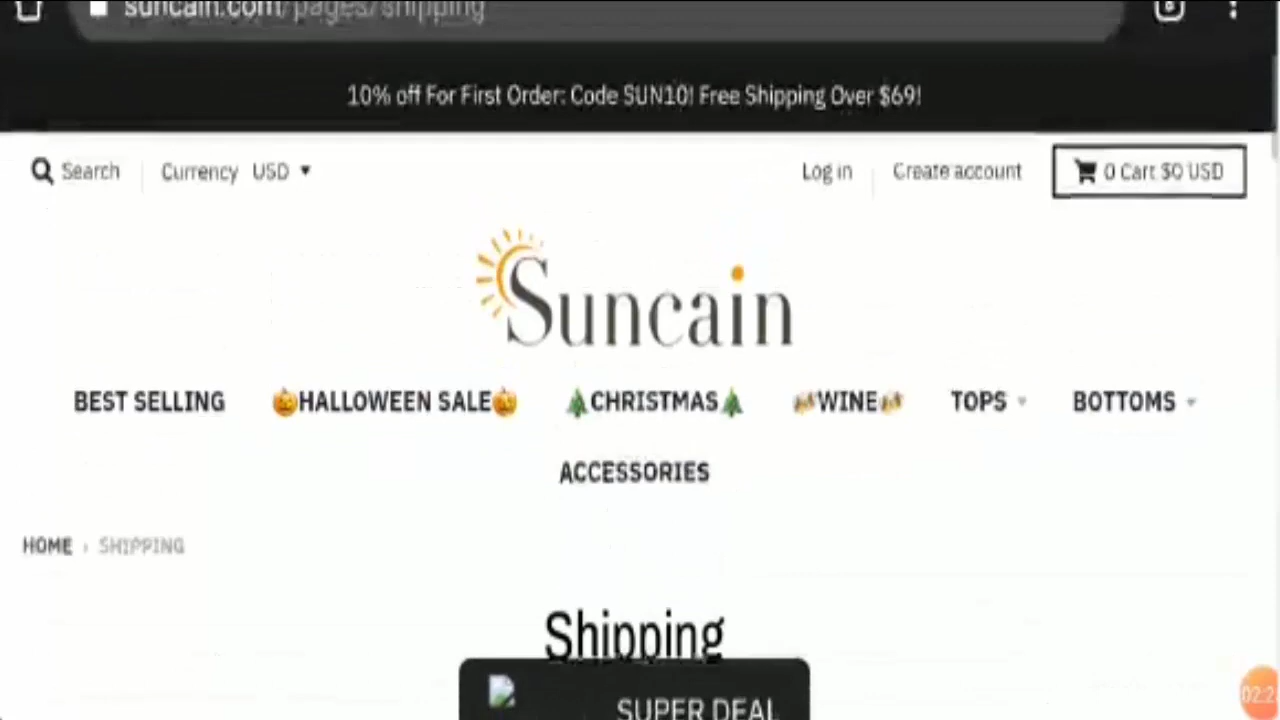 suncain.com/pages/shipping
10% off For First Order: Code SUN10! Free Shipping Over $69!
Search Currency USD Log in Create account 0 Cart $0 USD
Suncain
BEST SELLING 🎃HALLOWEEN SALE🎃 🎄CHRISTMAS🎄 🍻WINE🍻 TOPS BOTTOMS
ACCESSORIES
HOME › SHIPPING
Shipping
SUPER DEAL